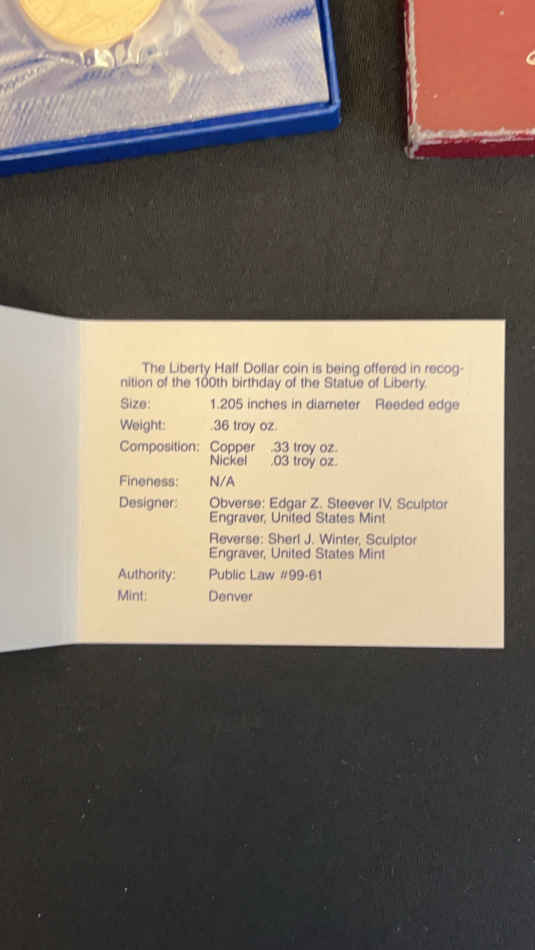 The Liberty Half Dollar coin is being offered in recog-
nition of the 100th birthday of the Statue of Liberty.
Size: 1.205 inches in diameter Reeded edge
Weight: .36 troy oz.
Composition: Copper .33 troy oz.
Nickel .03 troy oz.
Fineness: N/A
Designer: Obverse: Edgar Z. Steever IV, Sculptor
Engraver, United States Mint
Reverse: Sherl J. Winter, Sculptor
Engraver, United States Mint
Authority: Public Law #99-61
Mint: Denver